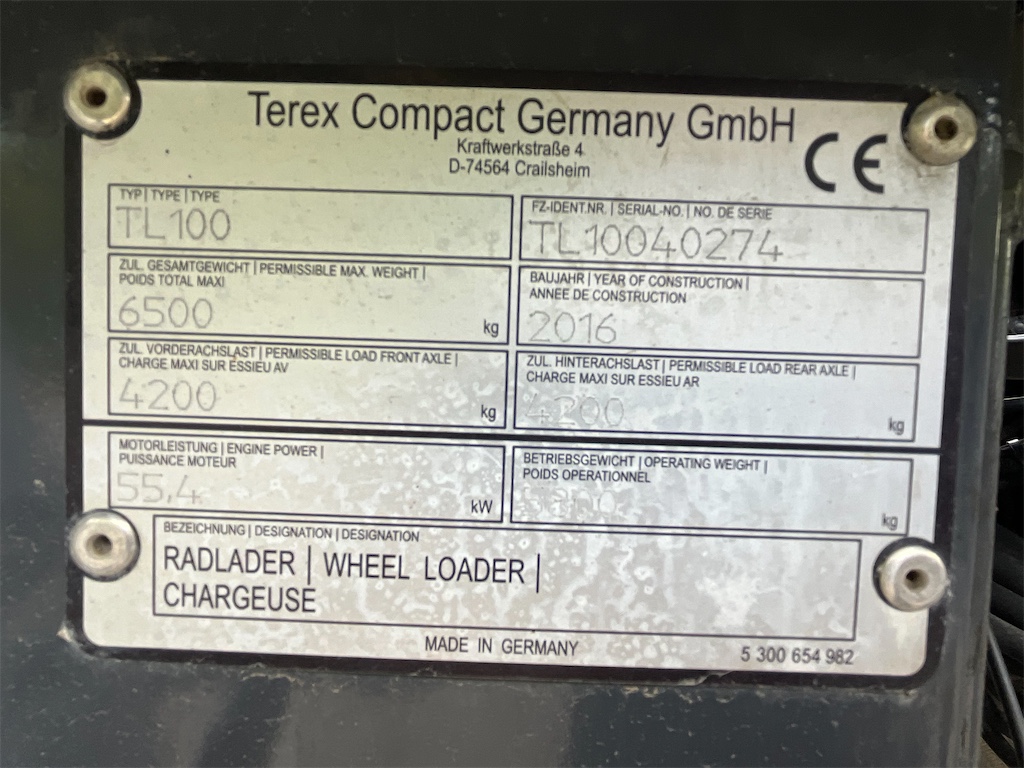 Terex Compact Germany GmbH
Kraftwerkstraße 4
D-74564 Crailsheim
CE
TYP | TYPE | TYPE
TL100
FZ-IDENT.NR. | SERIAL-NO. | NO. DE SERIE
TL10040274
ZUL. GESAMTGEWICHT | PERMISSIBLE MAX. WEIGHT |
POIDS TOTAL MAXI
6500
kg
BAUJAHR | YEAR OF CONSTRUCTION |
ANNEE DE CONSTRUCTION
2016
ZUL. VORDERACHSLAST | PERMISSIBLE LOAD FRONT AXLE |
CHARGE MAXI SUR ESSIEU AV
4200
kg
ZUL. HINTERACHSLAST | PERMISSIBLE LOAD REAR AXLE |
CHARGE MAXI SUR ESSIEU AR
4200
kg
MOTORLEISTUNG | ENGINE POWER |
PUISSANCE MOTEUR
55,4
kW
BETRIEBSGEWICHT | OPERATING WEIGHT |
POIDS OPERATIONNEL
kg
BEZEICHNUNG | DESIGNATION | DESIGNATION
RADLADER | WHEEL LOADER |
CHARGEUSE
MADE IN GERMANY
5 300 654 982